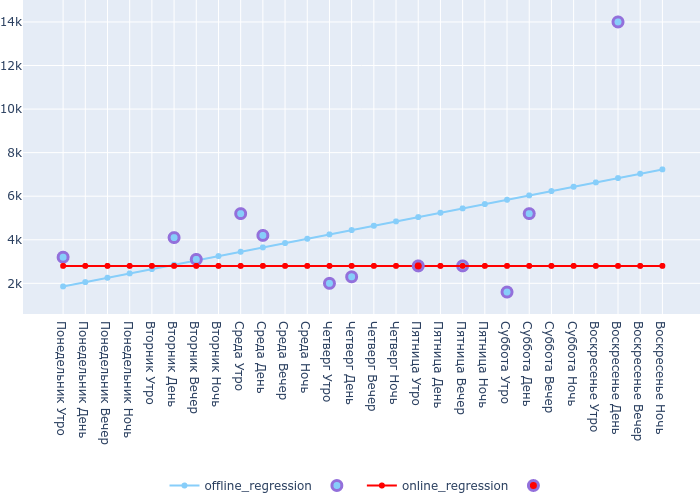 14k
12k
10k
8k
6k
4k
2k
Понедельник Утро
Понедельник День
Понедельник Вечер
Понедельник Ночь
Вторник Утро
Вторник День
Вторник Вечер
Вторник Ночь
Среда Утро
Среда День
Среда Вечер
Среда Ночь
Четверг Утро
Четверг День
Четверг Вечер
Четверг Ночь
Пятница Утро
Пятница День
Пятница Вечер
Пятница Ночь
Суббота Утро
Суббота День
Суббота Вечер
Суббота Ночь
Воскресенье Утро
Воскресенье День
Воскресенье Вечер
Воскресенье Ночь
offline_regression
online_regression